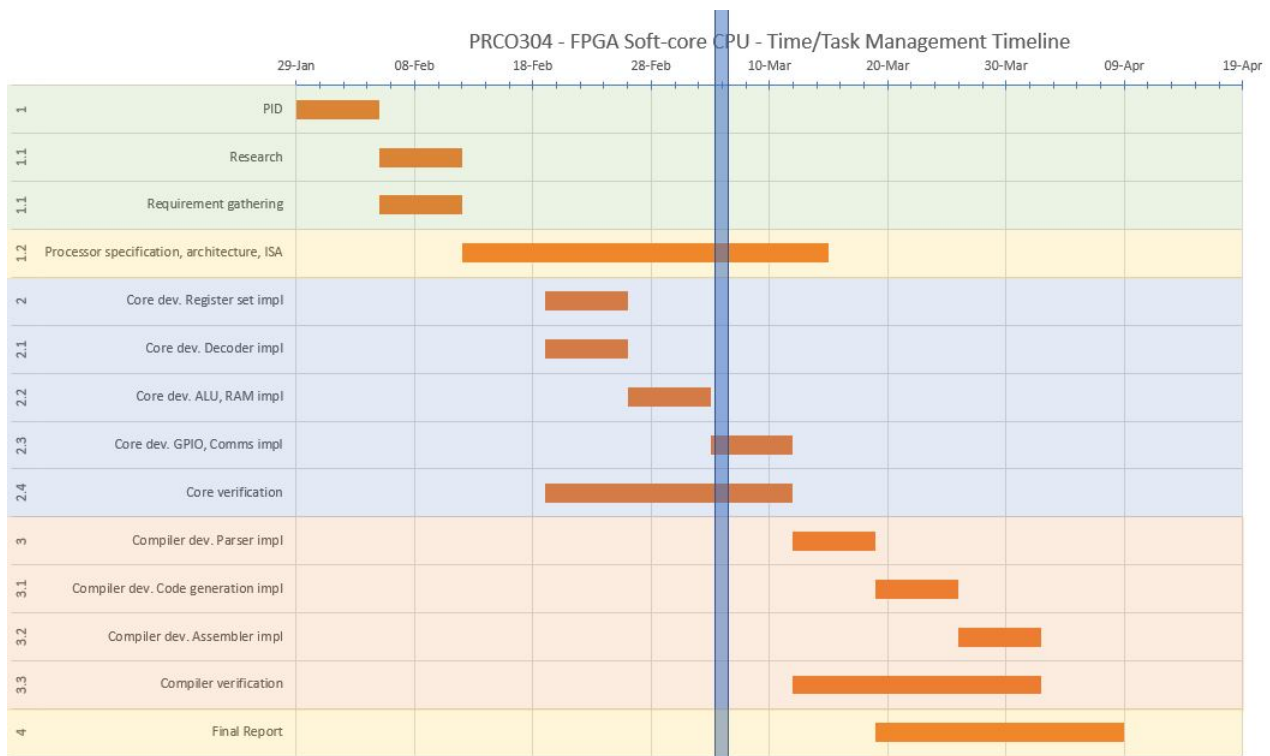 PRCO304 - FPGA Soft-core CPU - Time/Task Management Timeline
29-Jan 08-Feb 18-Feb 28-Feb 10-Mar 20-Mar 30-Mar 09-Apr 19-Apr
1 PID
1.1 Research
1.1 Requirement gathering
1.2 Processor specification, architecture, ISA
2 Core dev. Register set impl
2.1 Core dev. Decoder impl
2.2 Core dev. ALU, RAM impl
2.3 Core dev. GPIO, Comms impl
2.4 Core verification
3 Compiler dev. Parser impl
3.1 Compiler dev. Code generation impl
3.2 Compiler dev. Assembler impl
3.3 Compiler verification
4 Final Report